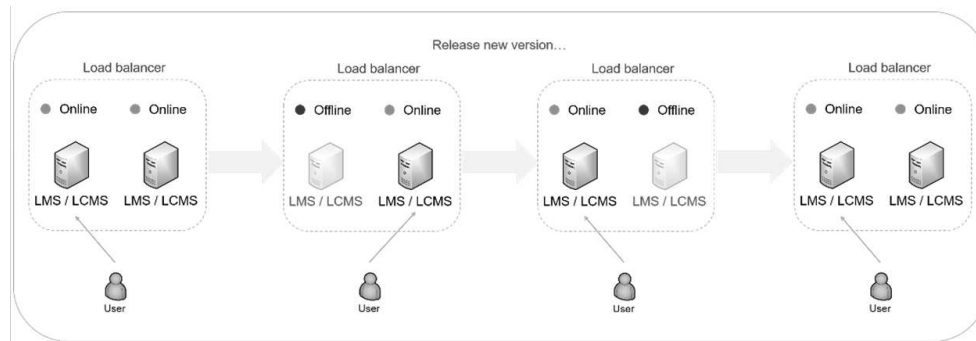 Release new version...
Load balancer
Online Online
LMS / LCMS LMS / LCMS
User
Load balancer
Offline Online
LMS / LCMS LMS / LCMS
User
Load balancer
Online Offline
LMS / LCMS LMS / LCMS
User
Load balancer
Online Online
LMS / LCMS LMS / LCMS
User